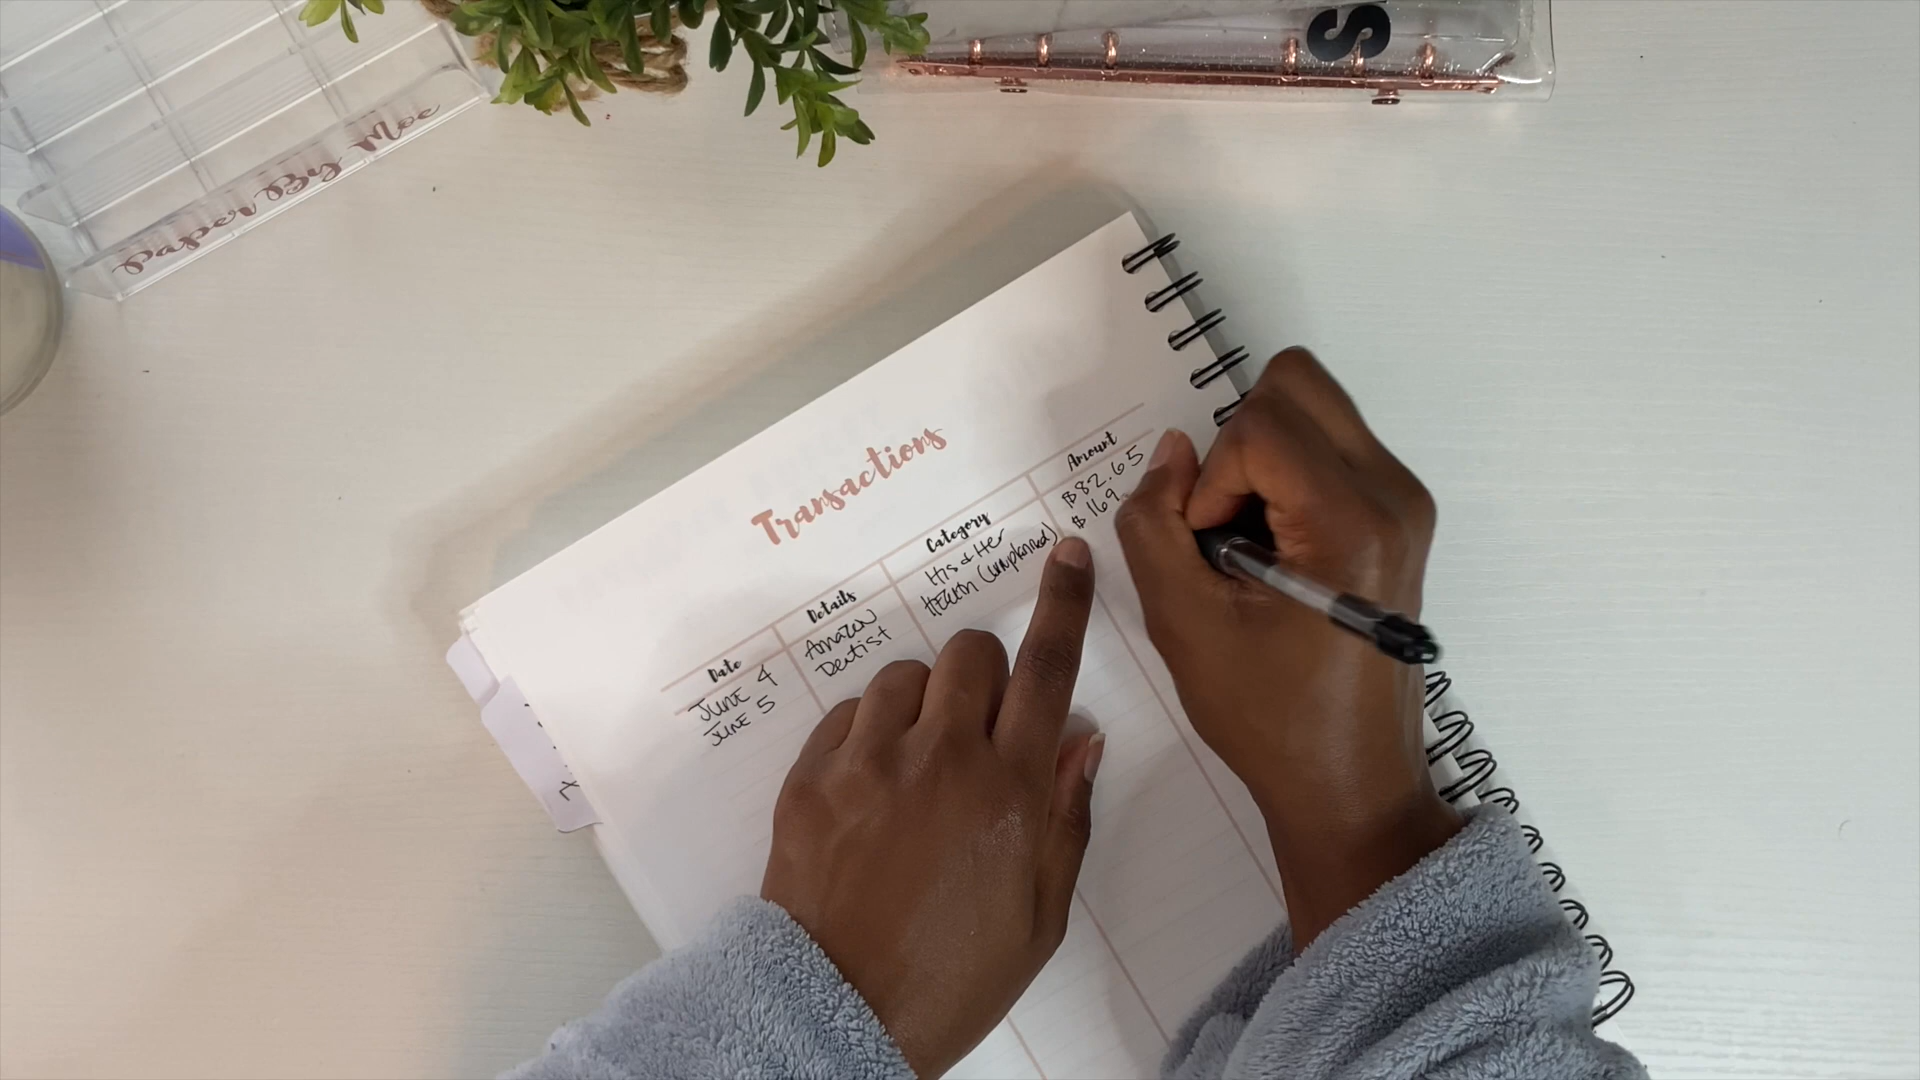 Paper By Moe
S
Transactions
Date Details Category Amount
June 4 Amazon His & Her $82.65
June 5 Dentist Health (unplanned) $169.